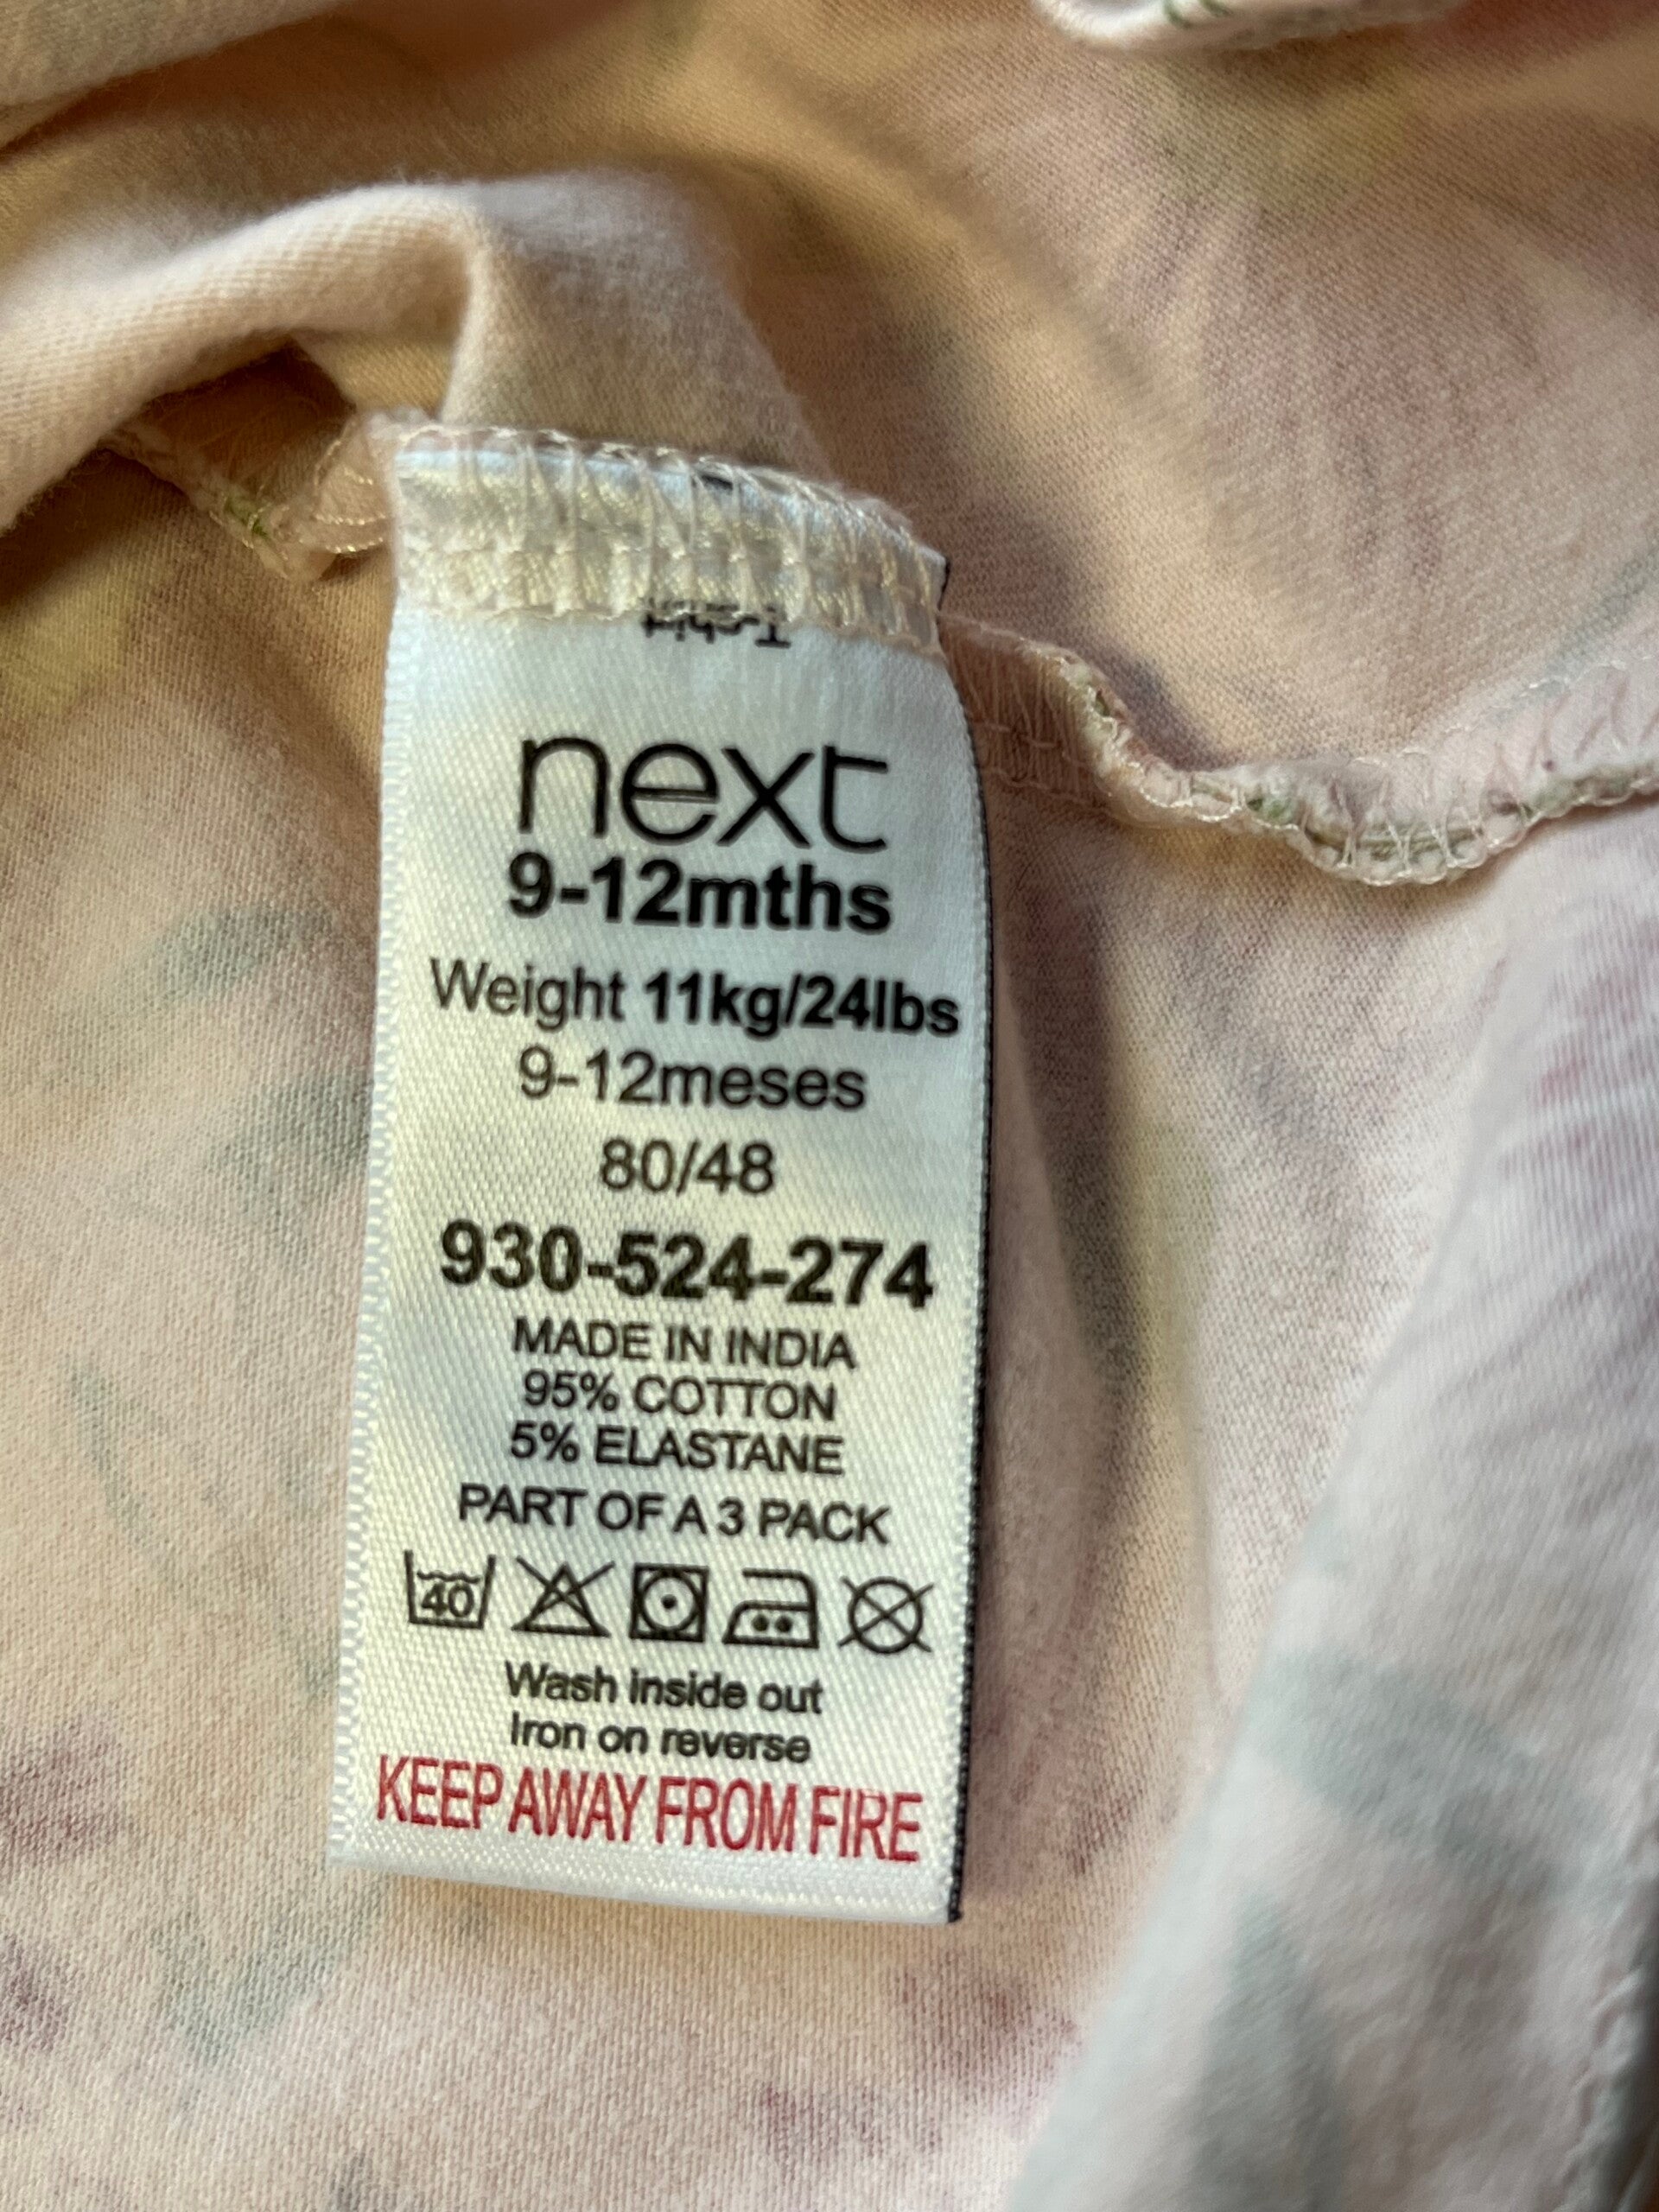 T-shirt
next
9-12mths
Weight 11kg/24lbs
9-12meses
80/48
930-524-274
MADE IN INDIA
95% COTTON
5% ELASTANE
PART OF A 3 PACK
40
Wash inside out
Iron on reverse
KEEP AWAY FROM FIRE